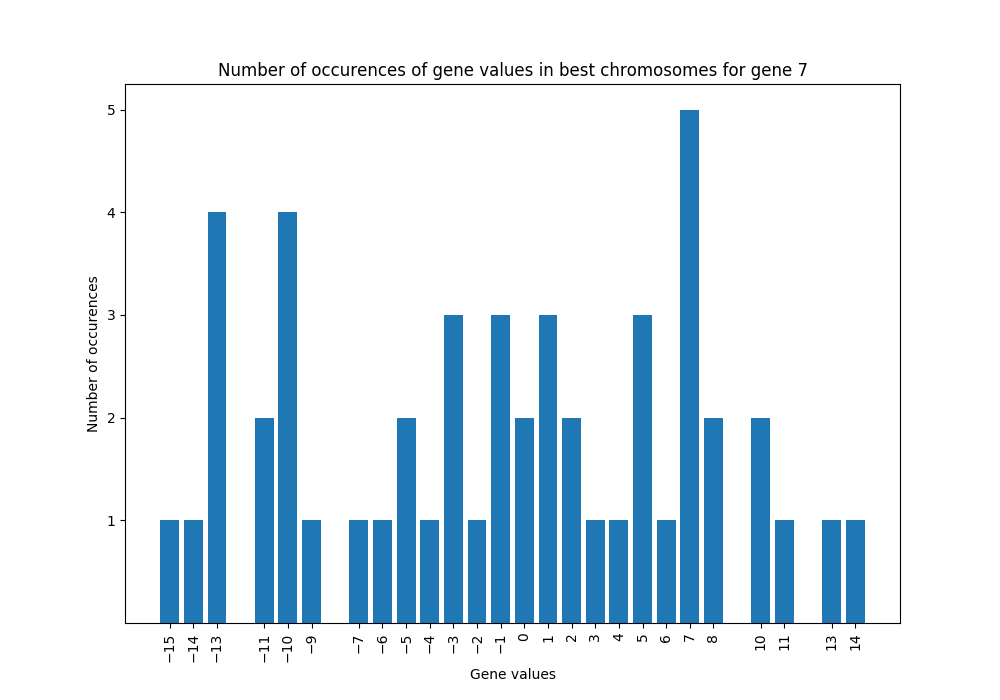 Number of occurences of gene values in best chromosomes for gene 7
Number of occurences
5
4
3
2
1
−15 −14 −13 −11 −10 −9 −7 −6 −5 −4 −3 −2 −1 0 1 2 3 4 5 6 7 8 10 11 13 14
Gene values